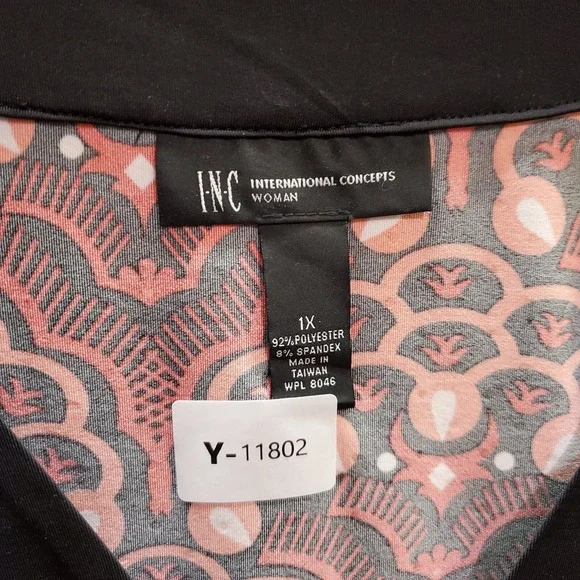 I·N·C INTERNATIONAL CONCEPTS
WOMAN
1X
92% POLYESTER
8% SPANDEX
MADE IN
TAIWAN
WPL 8046
Y-11802